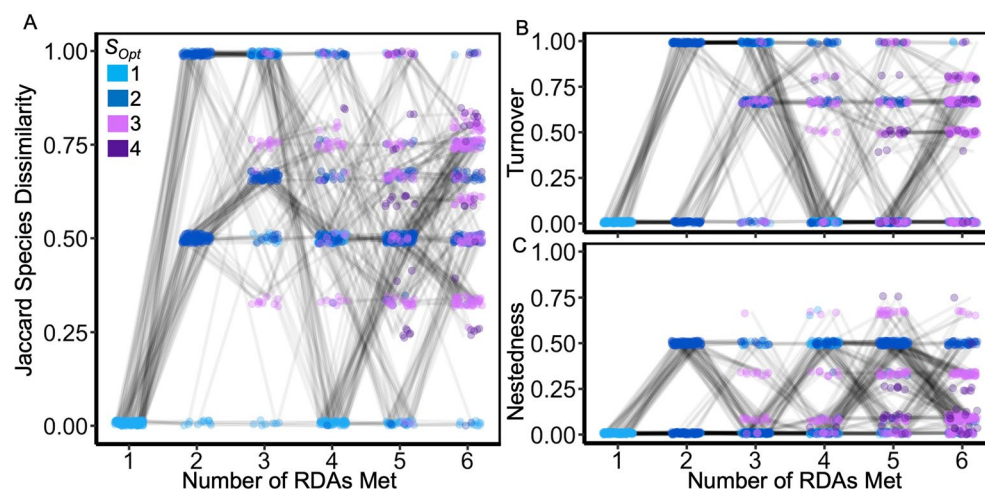 A
S_Opt
1
2
3
4
Jaccard Species Dissimilarity
1.00
0.75
0.50
0.25
0.00
1 2 3 4 5 6
Number of RDAs Met
B
Turnover
1.00
0.75
0.50
0.25
0.00
C
Nestedness
1.00
0.75
0.50
0.25
0.00
1 2 3 4 5 6
Number of RDAs Met